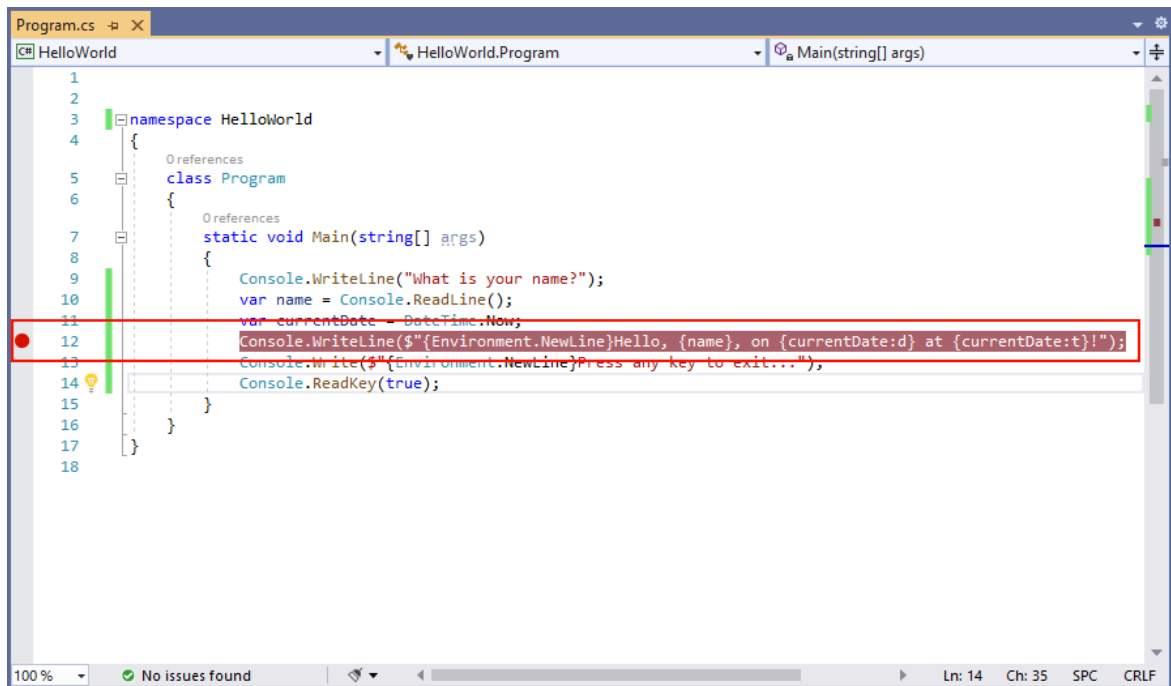 Program.cs
C# HelloWorld HelloWorld.Program Main(string[] args)
1
2
3 namespace HelloWorld
4 {
0 references
5 class Program
6 {
0 references
7 static void Main(string[] args)
8 {
9 Console.WriteLine("What is your name?");
10 var name = Console.ReadLine();
11 var currentDate = DateTime.Now;
12 Console.WriteLine($"{Environment.NewLine}Hello, {name}, on {currentDate:d} at {currentDate:t}!");
13 Console.Write($"{Environment.NewLine}Press any key to exit...");
14 Console.ReadKey(true);
15 }
16 }
17 }
18
100 % No issues found Ln: 14 Ch: 35 SPC CRLF